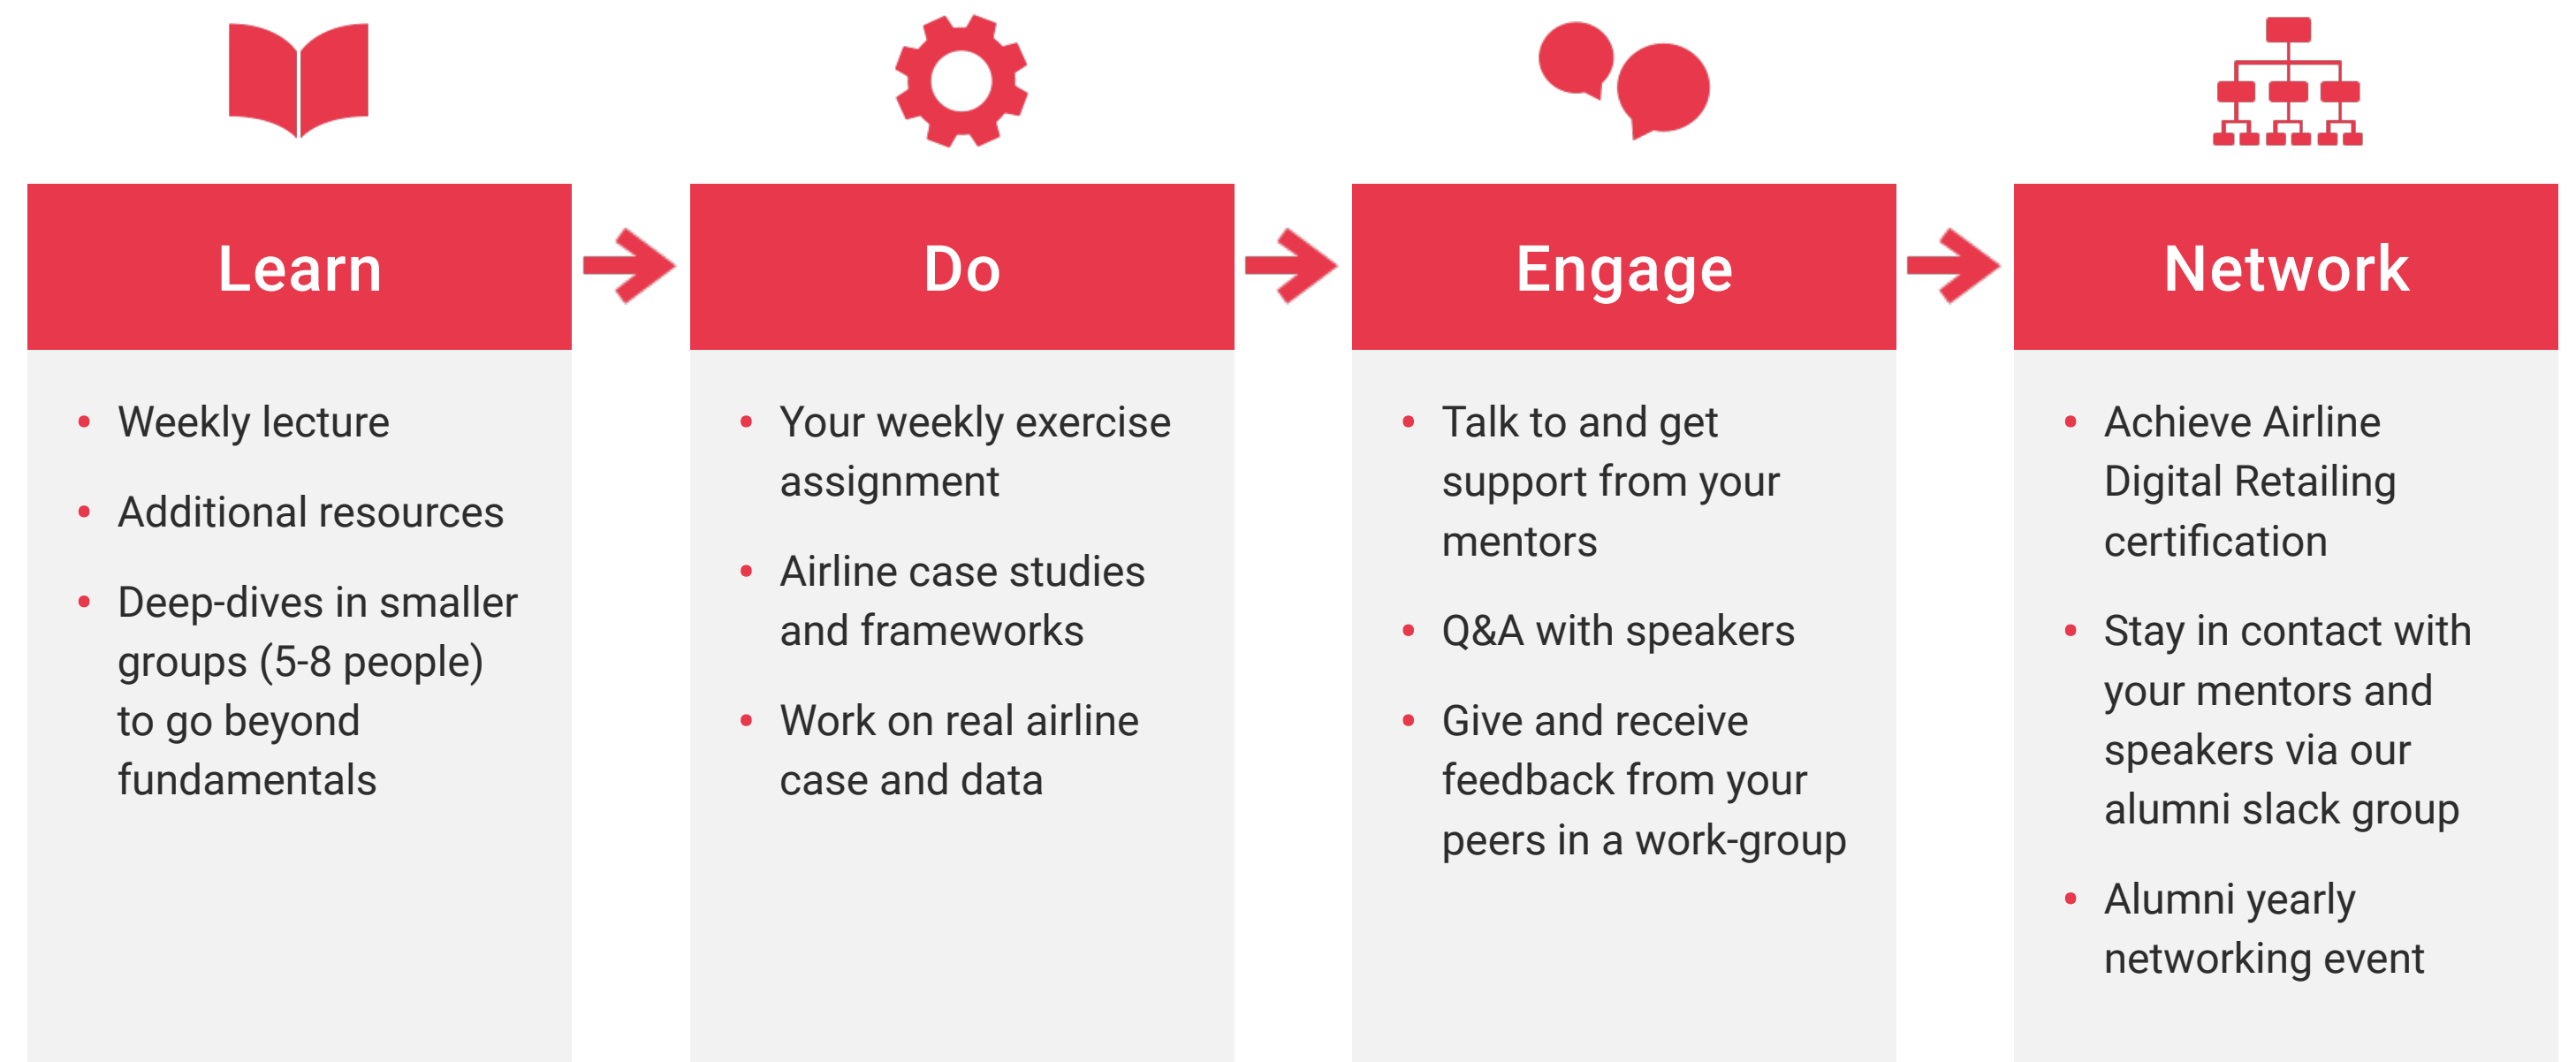 Learn
• Weekly lecture
• Additional resources
• Deep-dives in smaller
groups (5-8 people)
to go beyond
fundamentals
Do
• Your weekly exercise
assignment
• Airline case studies
and frameworks
• Work on real airline
case and data
Engage
• Talk to and get
support from your
mentors
• Q&A with speakers
• Give and receive
feedback from your
peers in a work-group
Network
• Achieve Airline
Digital Retailing
certification
• Stay in contact with
your mentors and
speakers via our
alumni slack group
• Alumni yearly
networking event